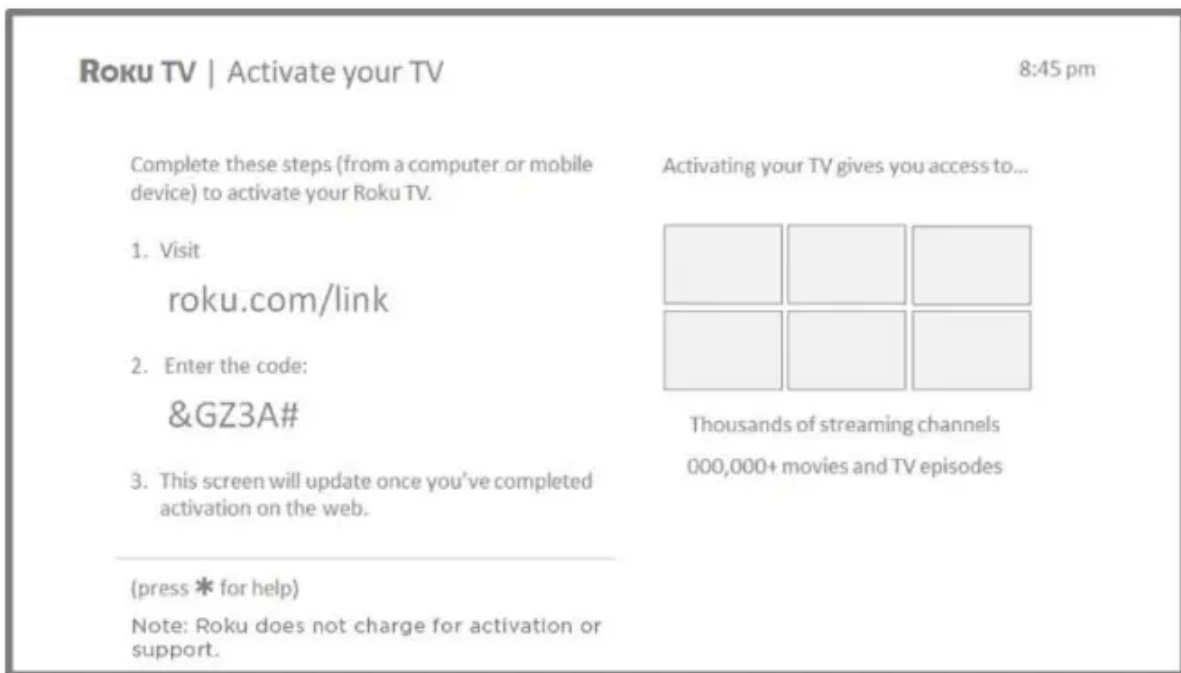 ROKU TV | Activate your TV
8:45 pm
Complete these steps (from a computer or mobile
device) to activate your Roku TV.
1. Visit
roku.com/link
2. Enter the code:
&GZ3A#
3. This screen will update once you've completed
activation on the web.
(press * for help)
Note: Roku does not charge for activation or
support.
Activating your TV gives you access to...
Thousands of streaming channels
000,000+ movies and TV episodes